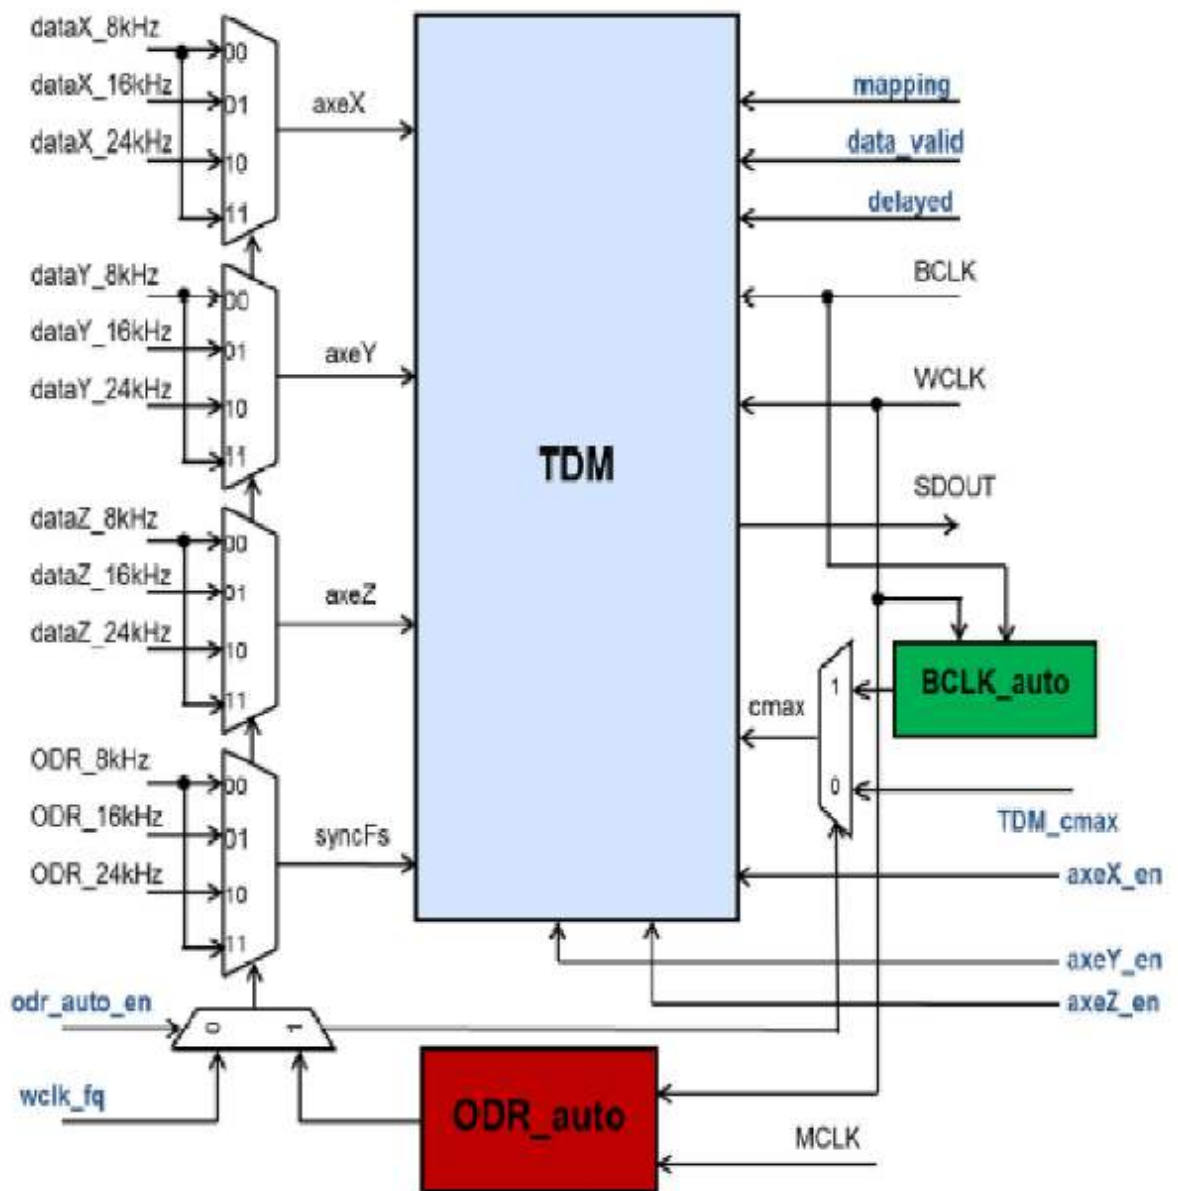 dataX_8kHz
00
dataX_16kHz
01
dataX_24kHz
10
11
axeX
dataY_8kHz
00
dataY_16kHz
01
dataY_24kHz
10
11
axeY
dataZ_8kHz
00
dataZ_16kHz
01
dataZ_24kHz
10
11
axeZ
ODR_8kHz
00
ODR_16kHz
01
ODR_24kHz
10
11
syncFs
TDM
mapping
data_valid
delayed
BCLK
WCLK
SDOUT
BCLK_auto
cmax
1
0
TDM_cmax
axeX_en
axeY_en
axeZ_en
odr_auto_en
0
1
wclk_fq
ODR_auto
MCLK